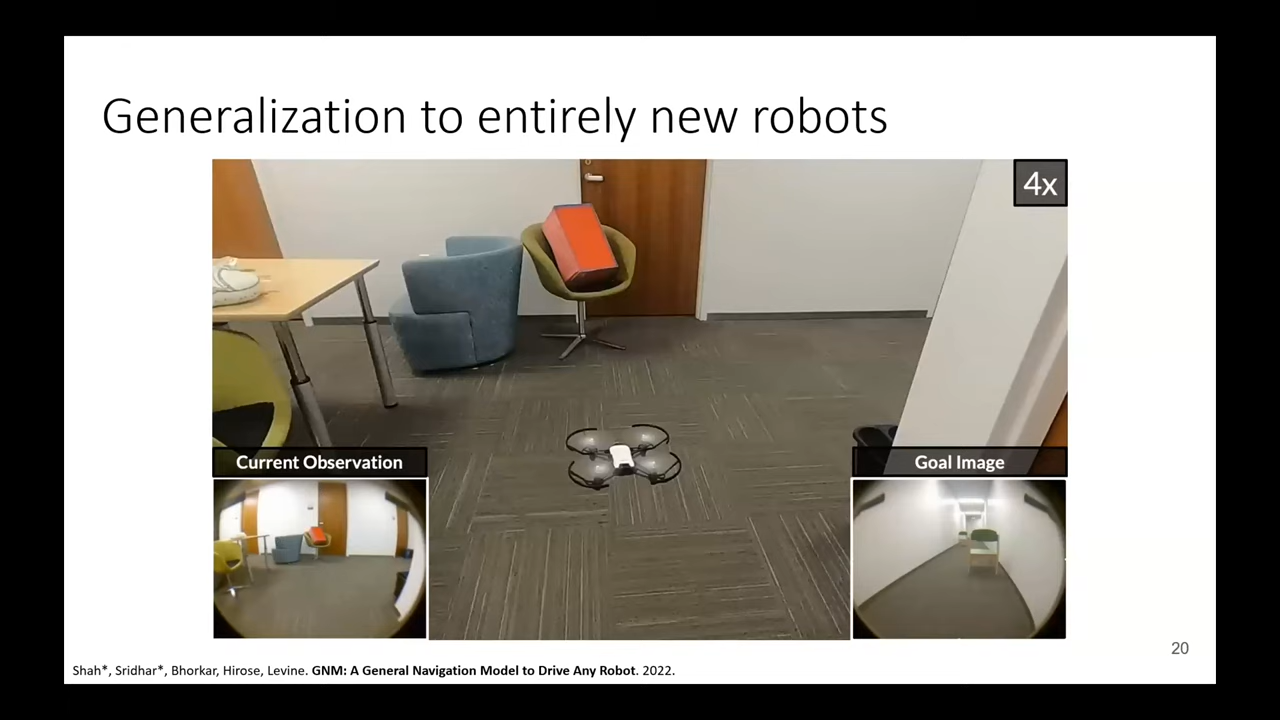 Generalization to entirely new robots
4x
Current Observation
Goal Image
20
Shah*, Sridhar*, Bhorkar, Hirose, Levine. GNM: A General Navigation Model to Drive Any Robot. 2022.